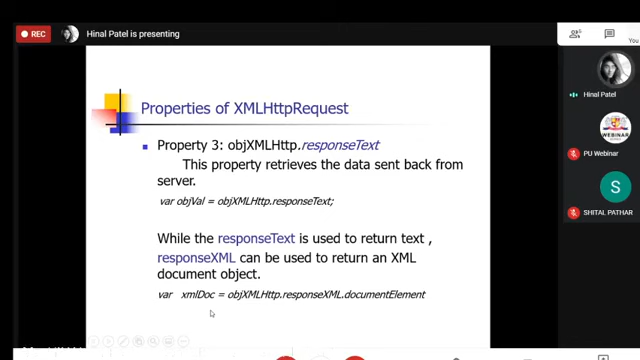 REC
Hinal Patel is presenting
You
Properties of XMLHttpRequest
Property 3: objXMLHttp.responseText
This property retrieves the data sent back from
server.
var objVal = objXMLHttp.responseText;
While the responseText is used to return text ,
responseXML can be used to return an XML
document object.
var xmlDoc = objXMLHttp.responseXML.documentElement
Hinal Patel
PU Webinar
S
SHITAL PATHAR